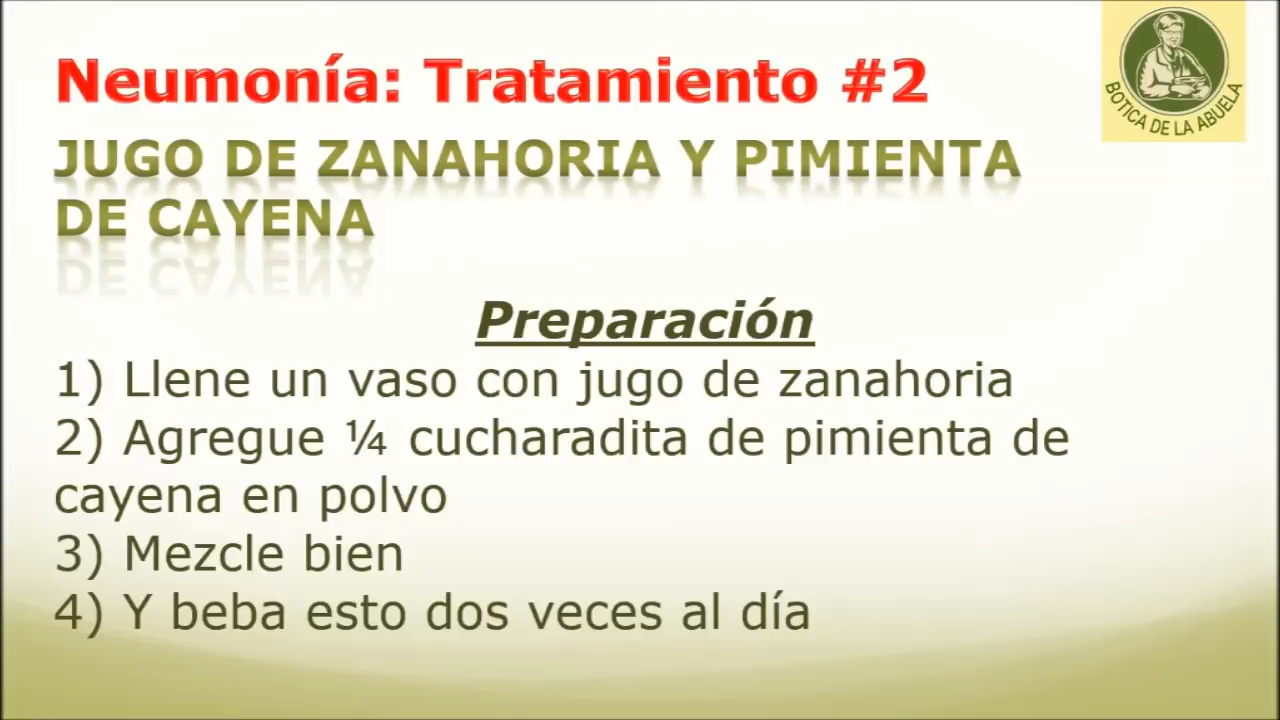 Neumonía: Tratamiento #2
JUGO DE ZANAHORIA Y PIMIENTA
DE CAYENA
Preparación
1) Llene un vaso con jugo de zanahoria
2) Agregue ¼ cucharadita de pimienta de
cayena en polvo
3) Mezcle bien
4) Y beba esto dos veces al día
BOTICA DE LA ABUELA